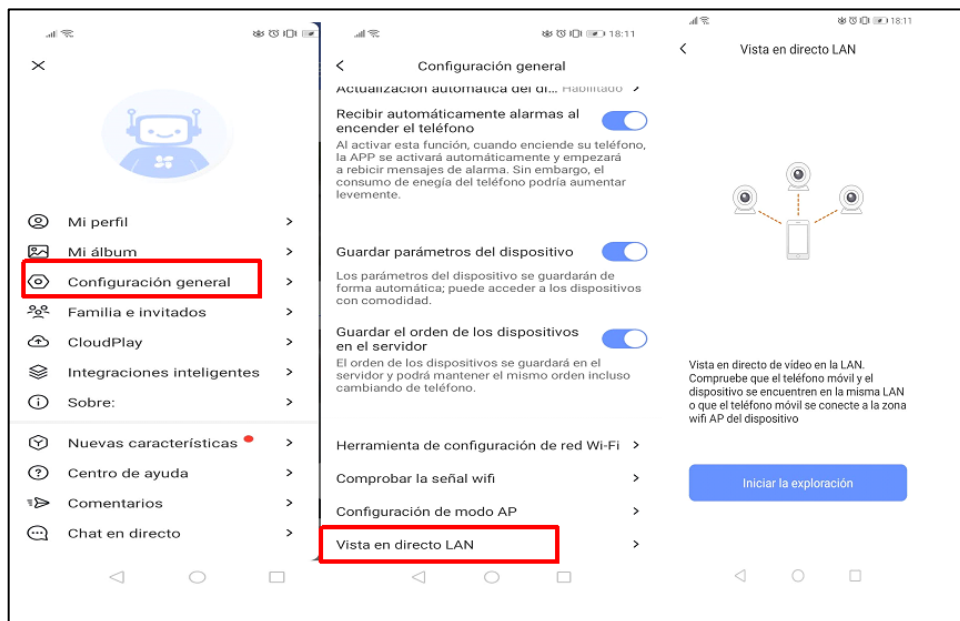 Mi perfil
Mi álbum
Configuración general
Familia e invitados
CloudPlay
Integraciones inteligentes
Sobre:
Nuevas características
Centro de ayuda
Comentarios
Chat en directo
18:11
Configuración general
Actualización automática del di... Habilitado
Recibir automáticamente alarmas al
encender el teléfono
Al activar esta función, cuando enciende su teléfono,
la APP se activará automáticamente y empezará
a rebicir mensajes de alarma. Sin embargo, el
consumo de enegía del teléfono podría aumentar
levemente.
Guardar parámetros del dispositivo
Los parámetros del dispositivo se guardarán de
forma automática; puede acceder a los dispositivos
con comodidad.
Guardar el orden de los dispositivos
en el servidor
El orden de los dispositivos se guardará en el
servidor y podrá mantener el mismo orden incluso
cambiando de teléfono.
Herramienta de configuración de red Wi-Fi
Comprobar la señal wifi
Configuración de modo AP
Vista en directo LAN
18:11
Vista en directo LAN
Vista en directo de vídeo en la LAN.
Compruebe que el teléfono móvil y el
dispositivo se encuentren en la misma LAN
o que el teléfono móvil se conecte a la zona
wifi AP del dispositivo
Iniciar la exploración